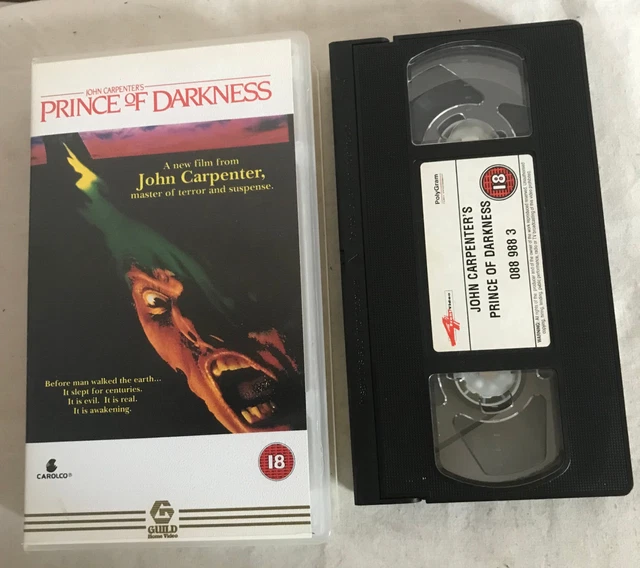 JOHN CARPENTER'S
PRINCE OF DARKNESS
A new film from
John Carpenter,
master of terror and suspense.
Before man walked the earth...
It slept for centuries.
It is evil. It is real.
It is awakening.
CAROLCO®
18
GUILD
Home Video
PolyGram
18
JOHN CARPENTER'S
PRINCE OF DARKNESS
088 988 3